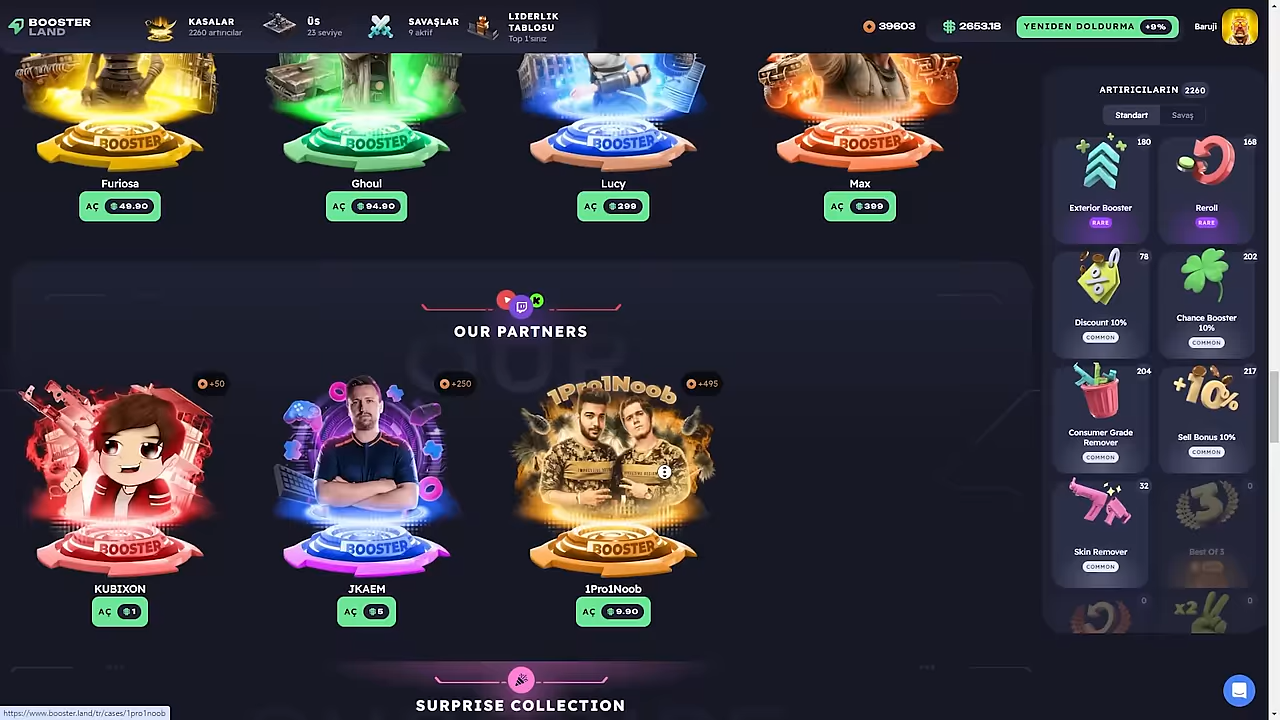 BOOSTER
LAND
KASALAR
2260 artırıcılar
ÜS
23 seviye
SAVAŞLAR
9 aktif
LIDERLIK
TABLOSU
Top 1'sınız
39603
2653.18
YENIDEN DOLDURMA +9%
Baruji
BOOSTER
BOOSTER
BOOSTER
BOOSTER
Furiosa
Ghoul
Lucy
Max
AÇ 49.90
AÇ 94.90
AÇ 299
AÇ 399
OUR PARTNERS
OUR
+50
+250
+495
1Pro1Noob
BOOSTER
BOOSTER
BOOSTER
KUBIXON
JKAEM
1Pro1Noob
AÇ 1
AÇ 5
AÇ 9.90
SURPRISE COLLECTION
ARTIRICILARIN 2260
Standart
Savaş
180
Exterior Booster
RARE
168
Reroll
RARE
78
Discount 10%
COMMON
202
Chance Booster
10%
COMMON
204
Consumer Grade
Remover
COMMON
+10%
217
Sell Bonus 10%
COMMON
32
Skin Remover
COMMON
3
0
Best Of 3
0
x2
0
https://www.booster.land/tr/cases/1pro1noob